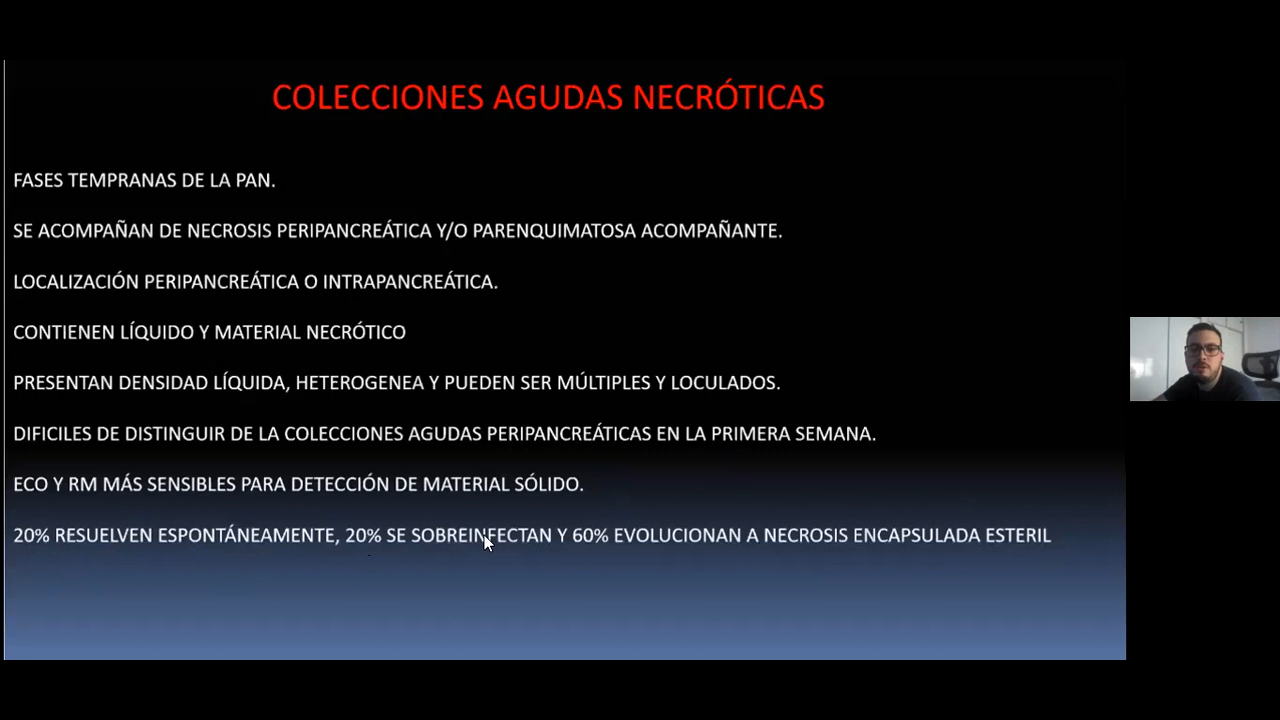 COLECCIONES AGUDAS NECRÓTICAS
FASES TEMPRANAS DE LA PAN.
SE ACOMPAÑAN DE NECROSIS PERIPANCREÁTICA Y/O PARENQUIMATOSA ACOMPAÑANTE.
LOCALIZACIÓN PERIPANCREÁTICA O INTRAPANCREÁTICA.
CONTIENEN LÍQUIDO Y MATERIAL NECRÓTICO
PRESENTAN DENSIDAD LÍQUIDA, HETEROGENEA Y PUEDEN SER MÚLTIPLES Y LOCULADOS.
DIFICILES DE DISTINGUIR DE LA COLECCIONES AGUDAS PERIPANCREÁTICAS EN LA PRIMERA SEMANA.
ECO Y RM MÁS SENSIBLES PARA DETECCIÓN DE MATERIAL SÓLIDO.
20% RESUELVEN ESPONTÁNEAMENTE, 20% SE SOBREINFECTAN Y 60% EVOLUCIONAN A NECROSIS ENCAPSULADA ESTERIL